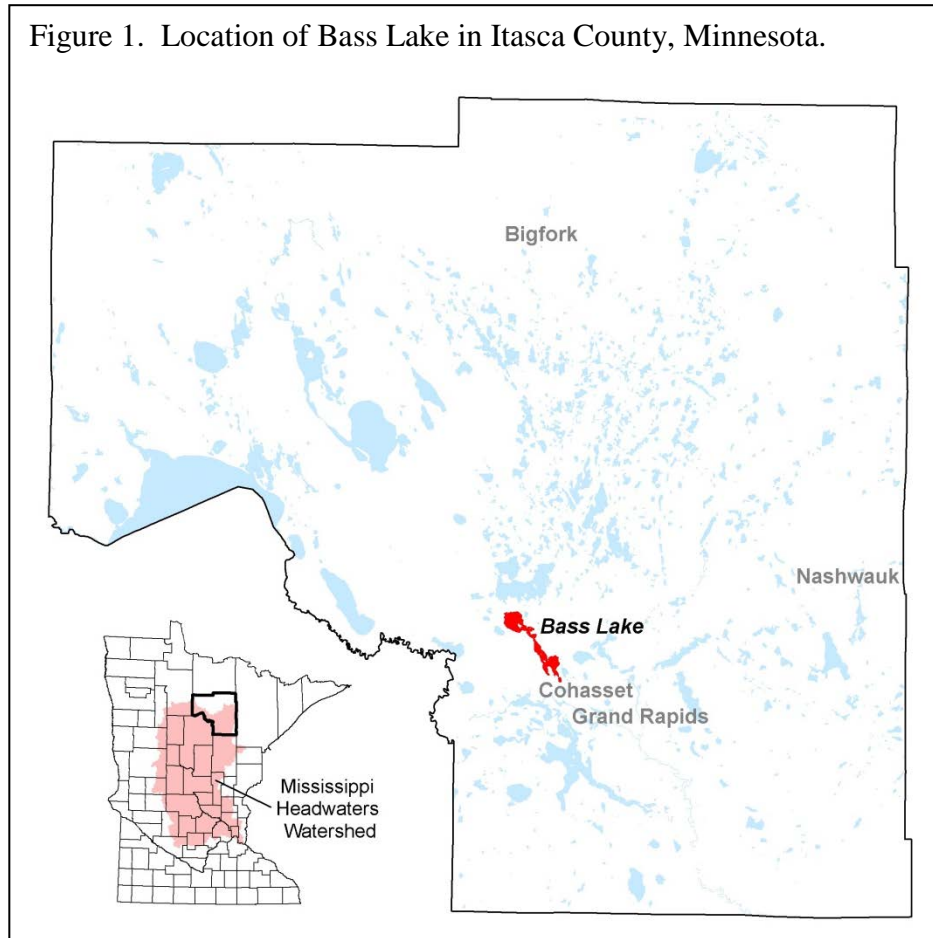 Figure 1.  Location of Bass Lake in Itasca County, Minnesota.
Bigfork
Nashwauk
Bass Lake
Cohasset
Grand Rapids
Mississippi
Headwaters
Watershed